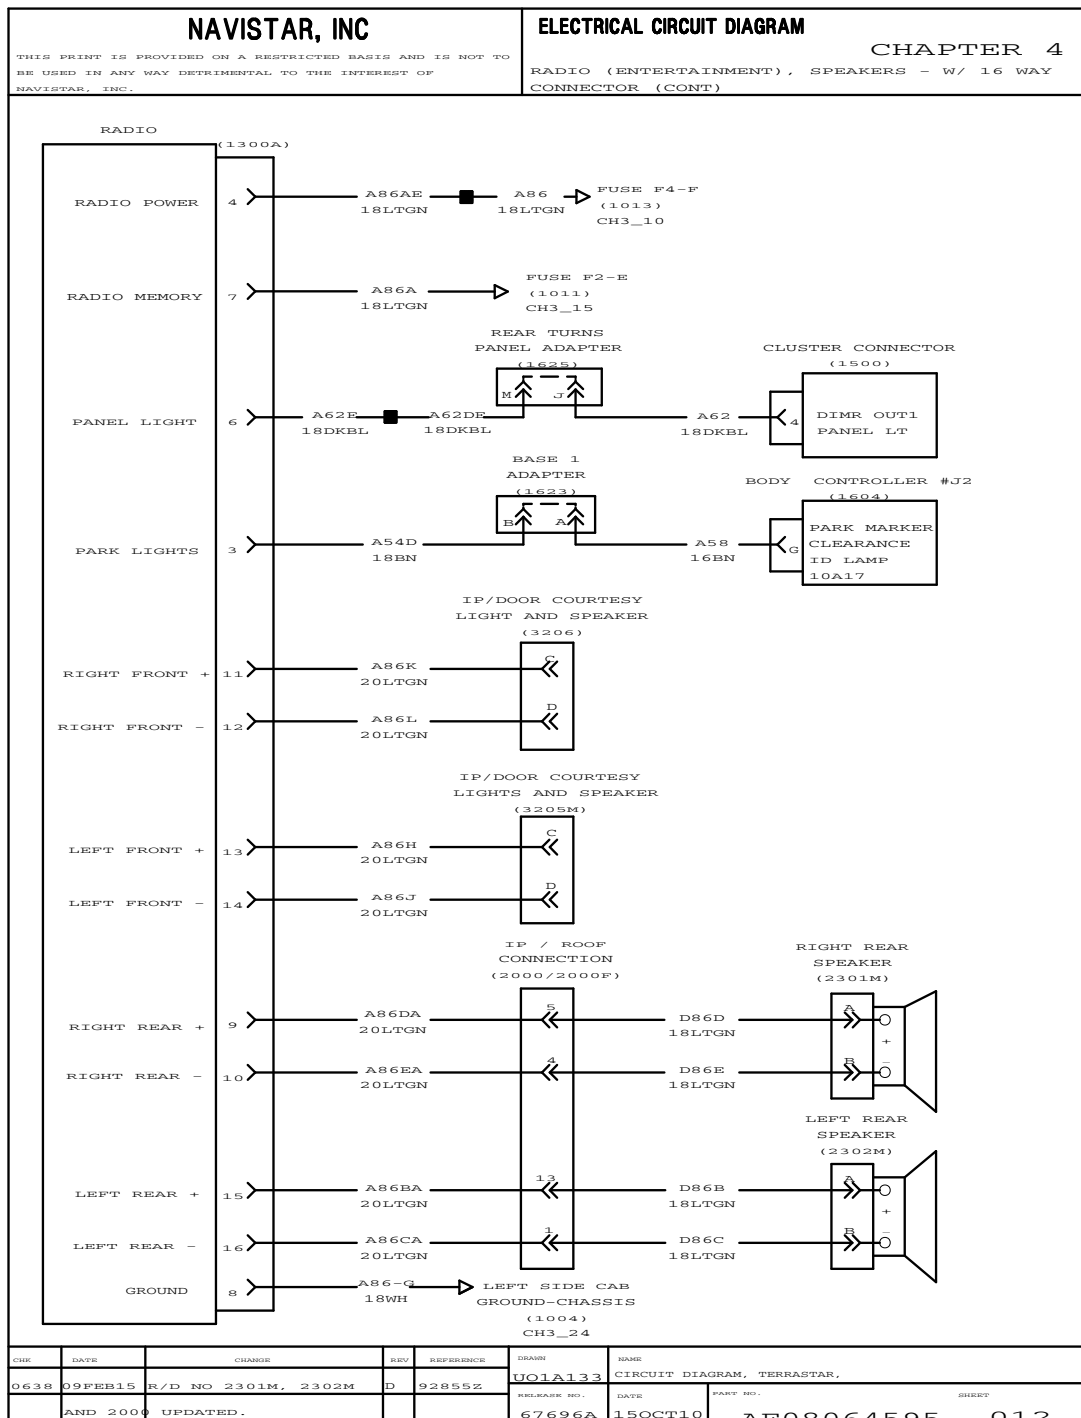 NAVISTAR, INC
THIS PRINT IS PROVIDED ON A RESTRICTED BASIS AND IS NOT TO
BE USED IN ANY WAY DETRIMENTAL TO THE INTEREST OF
NAVISTAR, INC.
ELECTRICAL CIRCUIT DIAGRAM
CHAPTER 4
RADIO (ENTERTAINMENT), SPEAKERS - W/ 16 WAY
CONNECTOR (CONT)
RADIO
(1300A)
RADIO POWER 4 A86AE A86 FUSE F4-F
18LTGN 18LTGN (1013)
CH3_10
RADIO MEMORY 7 A86A FUSE F2-E
18LTGN (1011)
CH3_15
REAR TURNS
PANEL ADAPTER
(1625)
M J
CLUSTER CONNECTOR
(1500)
PANEL LIGHT 6 A62E A62DE A62 4 DIMR OUT1
18DKBL 18DKBL 18DKBL PANEL LT
BASE 1
ADAPTER
(1623)
B A
BODY CONTROLLER #J2
(1604)
PARK LIGHTS 3 A54D A58 G
18BN 16BN
PARK MARKER
CLEARANCE
ID LAMP
10A17
IP/DOOR COURTESY
LIGHT AND SPEAKER
(3206)
RIGHT FRONT + 11 A86K C
20LTGN
RIGHT FRONT - 12 A86L D
20LTGN
IP/DOOR COURTESY
LIGHTS AND SPEAKER
(3205M)
LEFT FRONT + 13 A86H C
20LTGN
LEFT FRONT - 14 A86J D
20LTGN
IP / ROOF
CONNECTION
(2000/2000F)
RIGHT REAR
SPEAKER
(2301M)
RIGHT REAR + 9 A86DA 5 D86D A +
20LTGN 18LTGN
RIGHT REAR - 10 A86EA 4 D86E B -
20LTGN 18LTGN
LEFT REAR
SPEAKER
(2302M)
LEFT REAR + 15 A86BA 13 D86B A +
20LTGN 18LTGN
LEFT REAR - 16 A86CA 1 D86C B -
20LTGN 18LTGN
GROUND 8 A86-G LEFT SIDE CAB
18WH GROUND-CHASSIS
(1004)
CH3_24
CHK DATE CHANGE REV REFERENCE DRAWN NAME
0638 09FEB15 R/D NO 2301M, 2302M D 92855Z U01A133 CIRCUIT DIAGRAM, TERRASTAR,
RELEASE NO. DATE PART NO. SHEET
AND 2000 UPDATED. 67696A 15OCT10